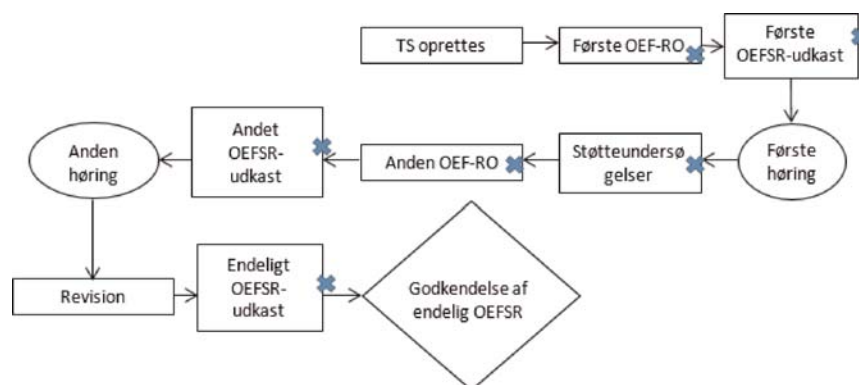 TS oprettes
Første OEF-RO
Første
OEFSR-udkast
Første
høring
Støtteundersø
gelser
Anden OEF-RO
Andet
OEFSR-
udkast
Anden
høring
Revision
Endeligt
OEFSR-
udkast
Godkendelse af
endelig OEFSR